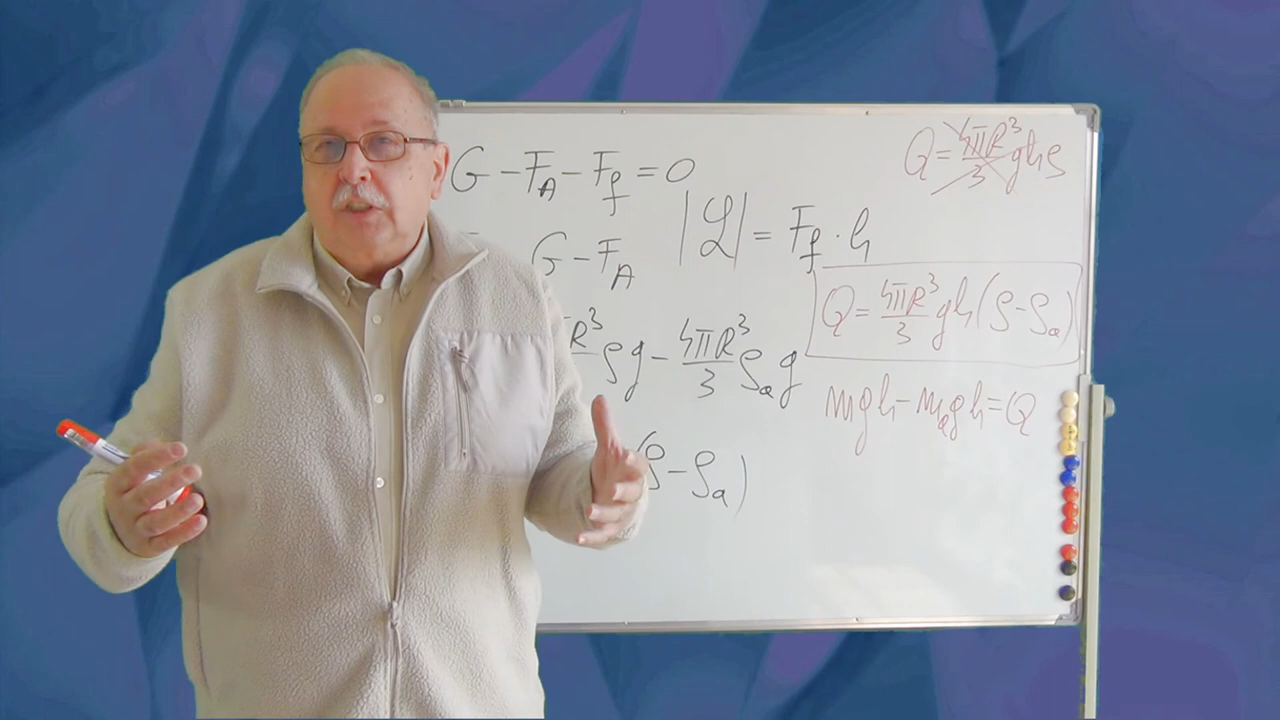 G - F_A - F_f = 0
G - F_A
R³ ρg - 4πR³/3 ρ_a g
(ρ - ρ_a)
|ℒ| = F_f · h
Q = 4πR³/3 ghρ
Q = 4πR³/3 gh(ρ - ρ_a)
mgh - m_a gh = Q